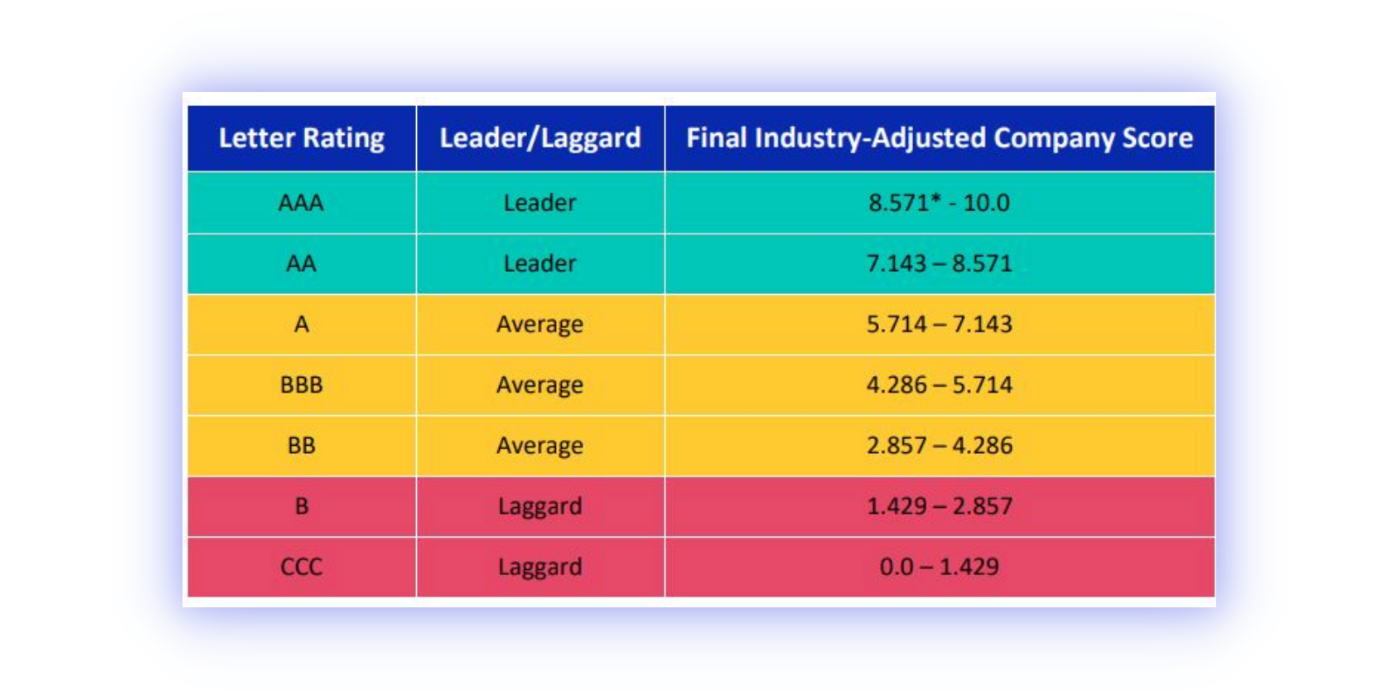 Letter Rating Leader/Laggard Final Industry-Adjusted Company Score
AAA Leader 8.571* - 10.0
AA Leader 7.143 – 8.571
A Average 5.714 – 7.143
BBB Average 4.286 – 5.714
BB Average 2.857 – 4.286
B Laggard 1.429 – 2.857
CCC Laggard 0.0 – 1.429